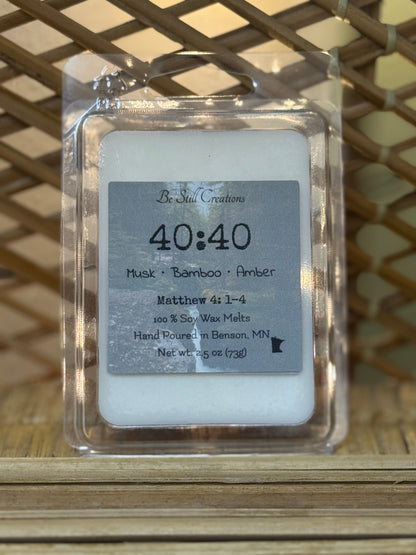 Be Still Creations
40:40
Musk · Bamboo · Amber
Matthew 4: 1-4
100 % Soy Wax Melts
Hand Poured in Benson, MN
Net wt. 2.5 oz (73g)